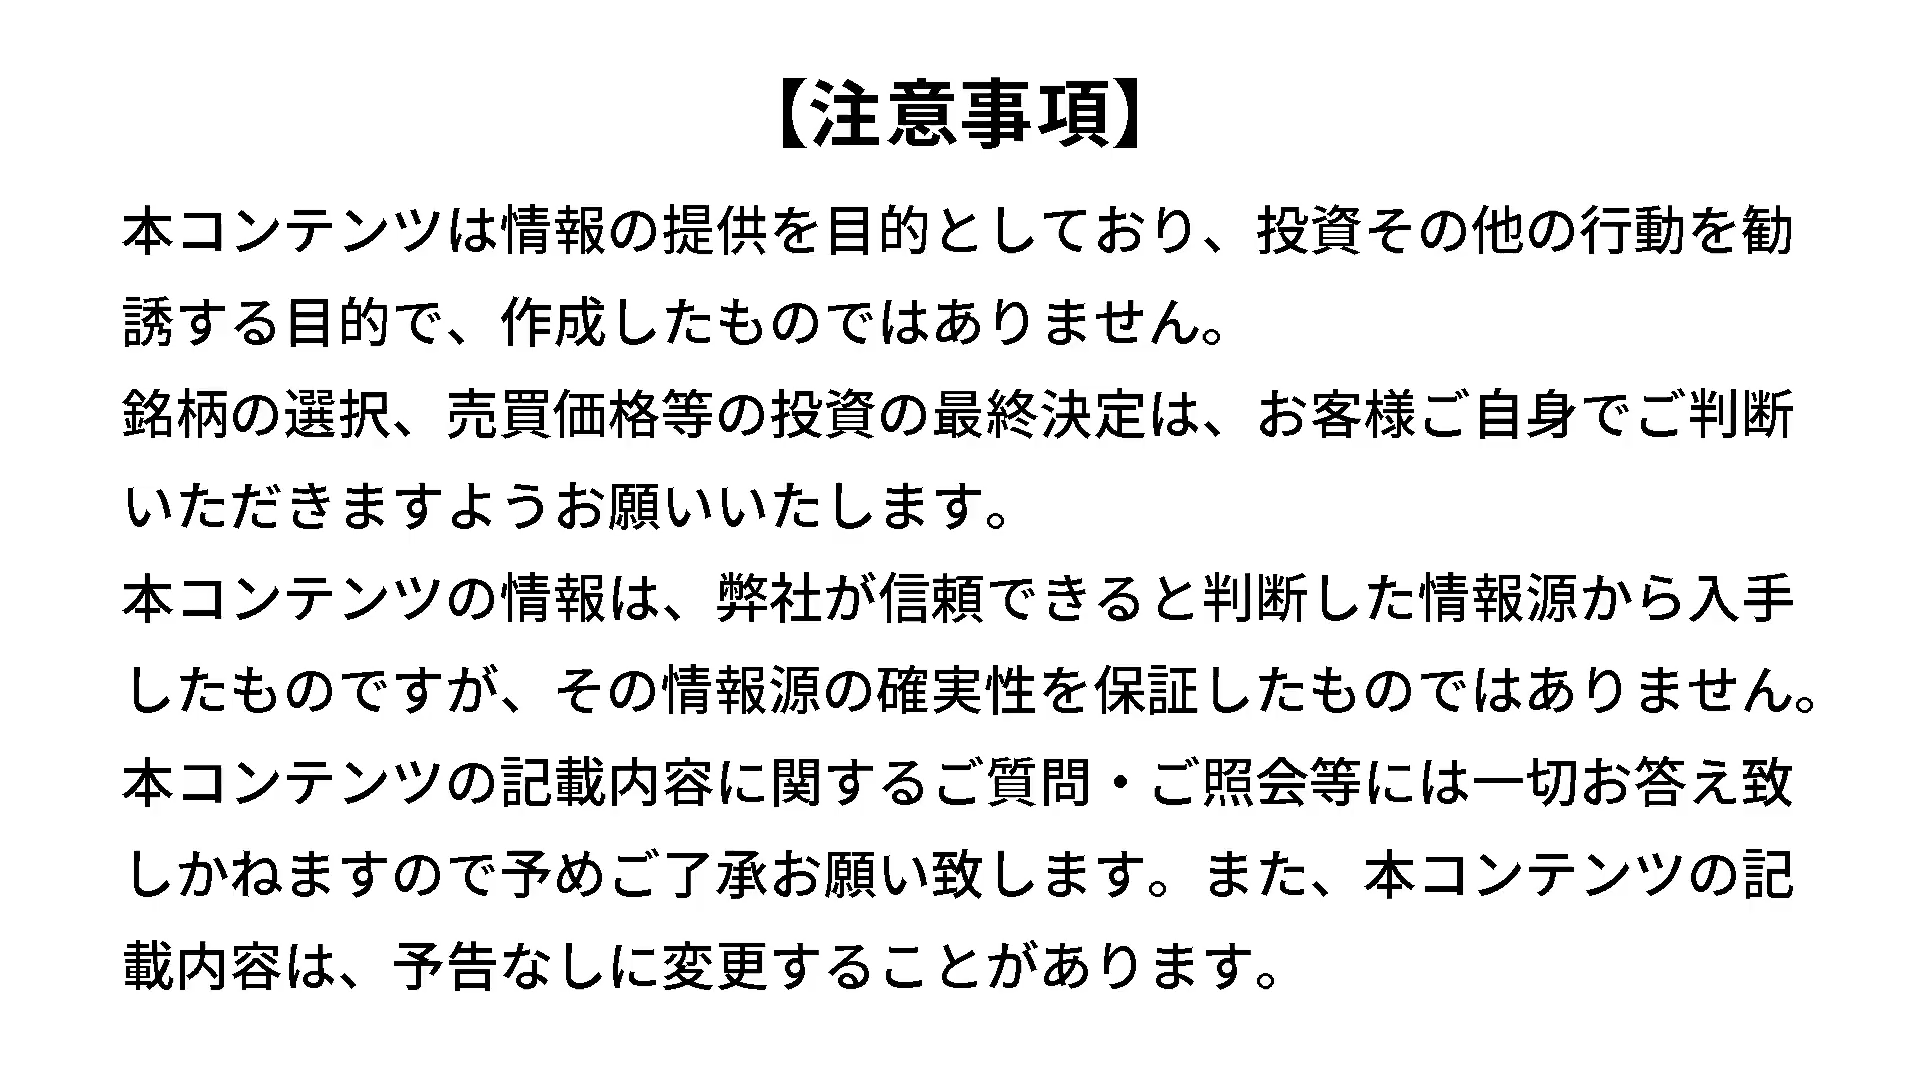 【注意事項】
本コンテンツは情報の提供を目的としており、投資その他の行動を勧
誘する目的で、作成したものではありません。
銘柄の選択、売買価格等の投資の最終決定は、お客様ご自身でご判断
いただきますようお願いいたします。
本コンテンツの情報は、弊社が信頼できると判断した情報源から入手
したものですが、その情報源の確実性を保証したものではありません。
本コンテンツの記載内容に関するご質問・ご照会等には一切お答え致
しかねますので予めご了承お願い致します。また、本コンテンツの記
載内容は、予告なしに変更することがあります。